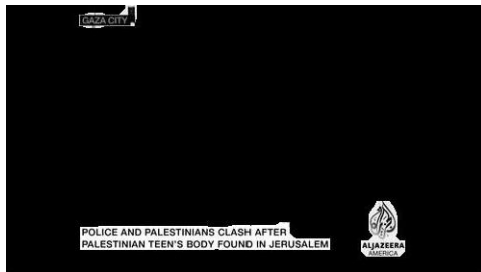 GAZA CITY
POLICE AND PALESTINIANS CLASH AFTER
PALESTINIAN TEEN'S BODY FOUND IN JERUSALEM
ALJAZEERA
AMERICA